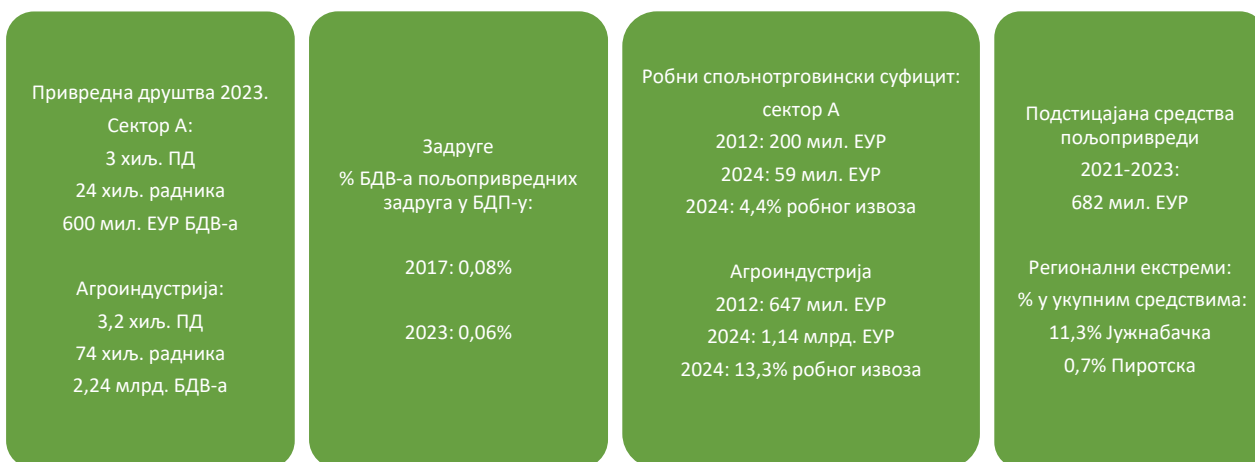 Привредна друштва 2023.
Сектор А:
3 хиљ. ПД
24 хиљ. радника
600 мил. ЕУР БДВ-а
Агроиндустрија:
3,2 хиљ. ПД
74 хиљ. радника
2,24 млрд. БДВ-а
Задруге
% БДВ-а пољопривредних
задруга у БДП-у:
2017: 0,08%
2023: 0,06%
Робни спољнотрговински суфицит:
сектор А
2012: 200 мил. ЕУР
2024: 59 мил. ЕУР
2024: 4,4% робног извоза
Агроиндустрија
2012: 647 мил. ЕУР
2024: 1,14 млрд. ЕУР
2024: 13,3% робног извоза
Подстицајана средства
пољопривреди
2021-2023:
682 мил. ЕУР
Регионални екстреми:
% у укупним средствима:
11,3% Јужнабачка
0,7% Пиротска